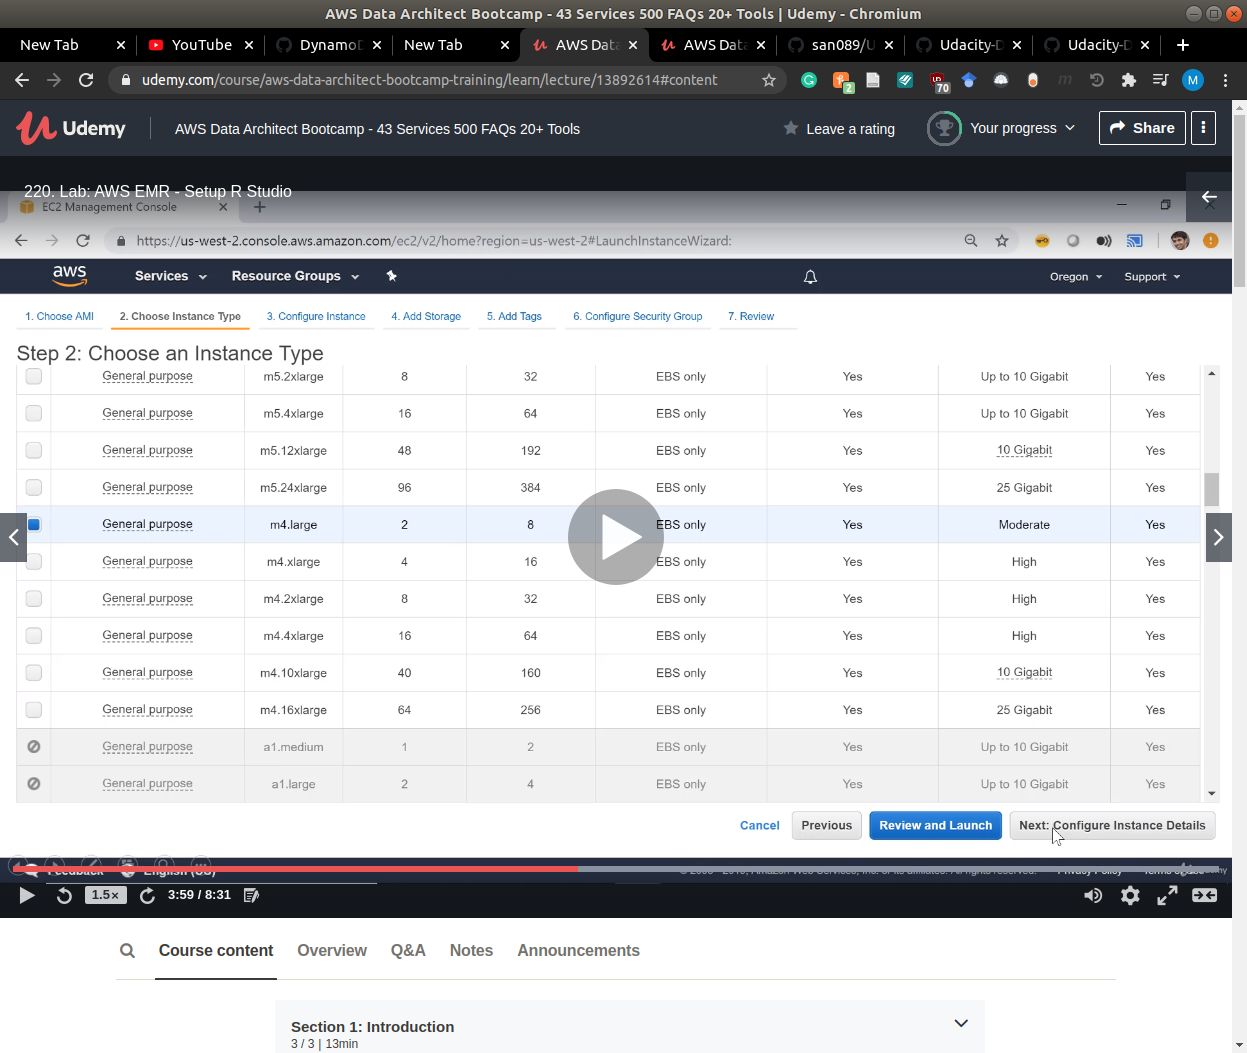 AWS Data Architect Bootcamp - 43 Services 500 FAQs 20+ Tools | Udemy - Chromium
New Tab YouTube DynamoD New Tab AWS Data AWS Data san089/U Udacity-D Udacity-D
udemy.com/course/aws-data-architect-bootcamp-training/learn/lecture/13892614#content
2 70 M
Udemy AWS Data Architect Bootcamp - 43 Services 500 FAQs 20+ Tools Leave a rating Your progress Share
220. Lab: AWS EMR - Setup R Studio
EC2 Management Console
https://us-west-2.console.aws.amazon.com/ec2/v2/home?region=us-west-2#LaunchInstanceWizard:
aws Services Resource Groups Oregon Support
1. Choose AMI 2. Choose Instance Type 3. Configure Instance 4. Add Storage 5. Add Tags 6. Configure Security Group 7. Review
Step 2: Choose an Instance Type
General purpose m5.2xlarge 8 32 EBS only Yes Up to 10 Gigabit Yes
General purpose m5.4xlarge 16 64 EBS only Yes Up to 10 Gigabit Yes
General purpose m5.12xlarge 48 192 EBS only Yes 10 Gigabit Yes
General purpose m5.24xlarge 96 384 EBS only Yes 25 Gigabit Yes
General purpose m4.large 2 8 EBS only Yes Moderate Yes
General purpose m4.xlarge 4 16 EBS only Yes High Yes
General purpose m4.2xlarge 8 32 EBS only Yes High Yes
General purpose m4.4xlarge 16 64 EBS only Yes High Yes
General purpose m4.10xlarge 40 160 EBS only Yes 10 Gigabit Yes
General purpose m4.16xlarge 64 256 EBS only Yes 25 Gigabit Yes
General purpose a1.medium 1 2 EBS only Yes Up to 10 Gigabit Yes
General purpose a1.large 2 4 EBS only Yes Up to 10 Gigabit Yes
Cancel Previous Review and Launch Next: Configure Instance Details
Feedback English (US) Privacy Policy
1.5× 3:59 / 8:31
Course content Overview Q&A Notes Announcements
Section 1: Introduction
3 / 3 | 13min